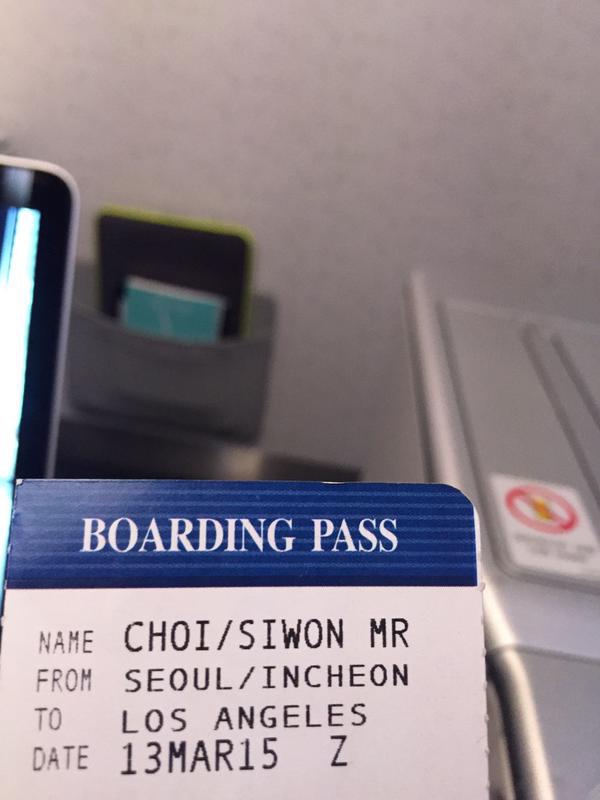 BOARDING PASS
NAME CHOI/SIWON MR
FROM SEOUL/INCHEON
TO LOS ANGELES
DATE 13MAR15 Z